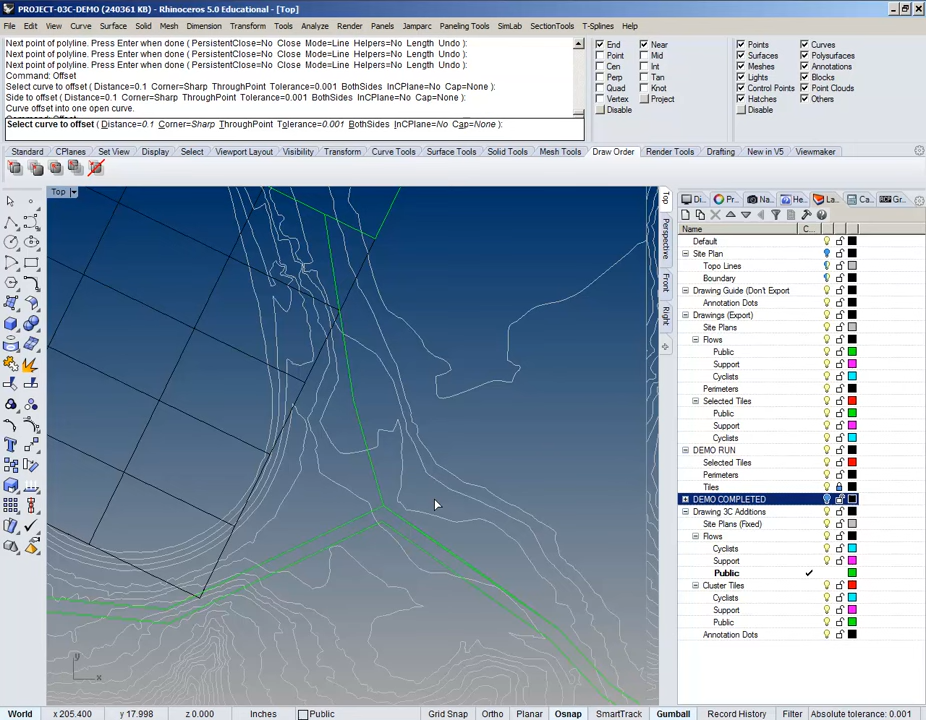 PROJECT-03C-DEMO (240361 KB) - Rhinoceros 5.0 Educational - [Top]
File Edit View Curve Surface Solid Mesh Dimension Transform Tools Analyze Render Panels Jamparc Paneling Tools SimLab SectionTools T-Splines Help
Next point of polyline. Press Enter when done ( PersistentClose=No Close Mode=Line Helpers=No Length Undo ):
Next point of polyline. Press Enter when done ( PersistentClose=No Close Mode=Line Helpers=No Length Undo ):
Next point of polyline. Press Enter when done ( PersistentClose=No Close Mode=Line Helpers=No Length Undo ):
Command: Offset
Select curve to offset ( Distance=0.1 Corner=Sharp ThroughPoint Tolerance=0.001 BothSides InCPlane=No Cap=None ):
Side to offset ( Distance=0.1 Corner=Sharp ThroughPoint Tolerance=0.001 BothSides InCPlane=No Cap=None ):
Curve offset into one open curve.
Command: Offset
Select curve to offset ( Distance=0.1 Corner=Sharp ThroughPoint Tolerance=0.001 BothSides InCPlane=No Cap=None ):
End Near
Point Mid
Cen Int
Perp Tan
Quad Knot
Vertex Project
Disable
Points Curves
Surfaces Polysurfaces
Meshes Annotations
Lights Blocks
Control Points Point Clouds
Hatches Others
Disable
Standard CPlanes Set View Display Select Viewport Layout Visibility Transform Curve Tools Surface Tools Solid Tools Mesh Tools Draw Order Render Tools Drafting New in V5 Viewmaker
Top
Top
Perspective
Front
Right
Di... Pr... Na... He... La... Ca... Gr...
Name C...
Default
Site Plan
Topo Lines
Boundary
Drawing Guide (Don't Export
Annotation Dots
Drawings (Export)
Site Plans
Rows
Public
Support
Cyclists
Perimeters
Selected Tiles
Public
Support
Cyclists
DEMO RUN
Selected Tiles
Perimeters
Tiles
DEMO COMPLETED
Drawing 3C Additions
Site Plans (Fixed)
Rows
Cyclists
Support
Public
Cluster Tiles
Cyclists
Support
Public
Annotation Dots
y
x
World x 205.400 y 17.998 z 0.000 Inches Public Grid Snap Ortho Planar Osnap SmartTrack Gumball Record History Filter Absolute tolerance: 0.001